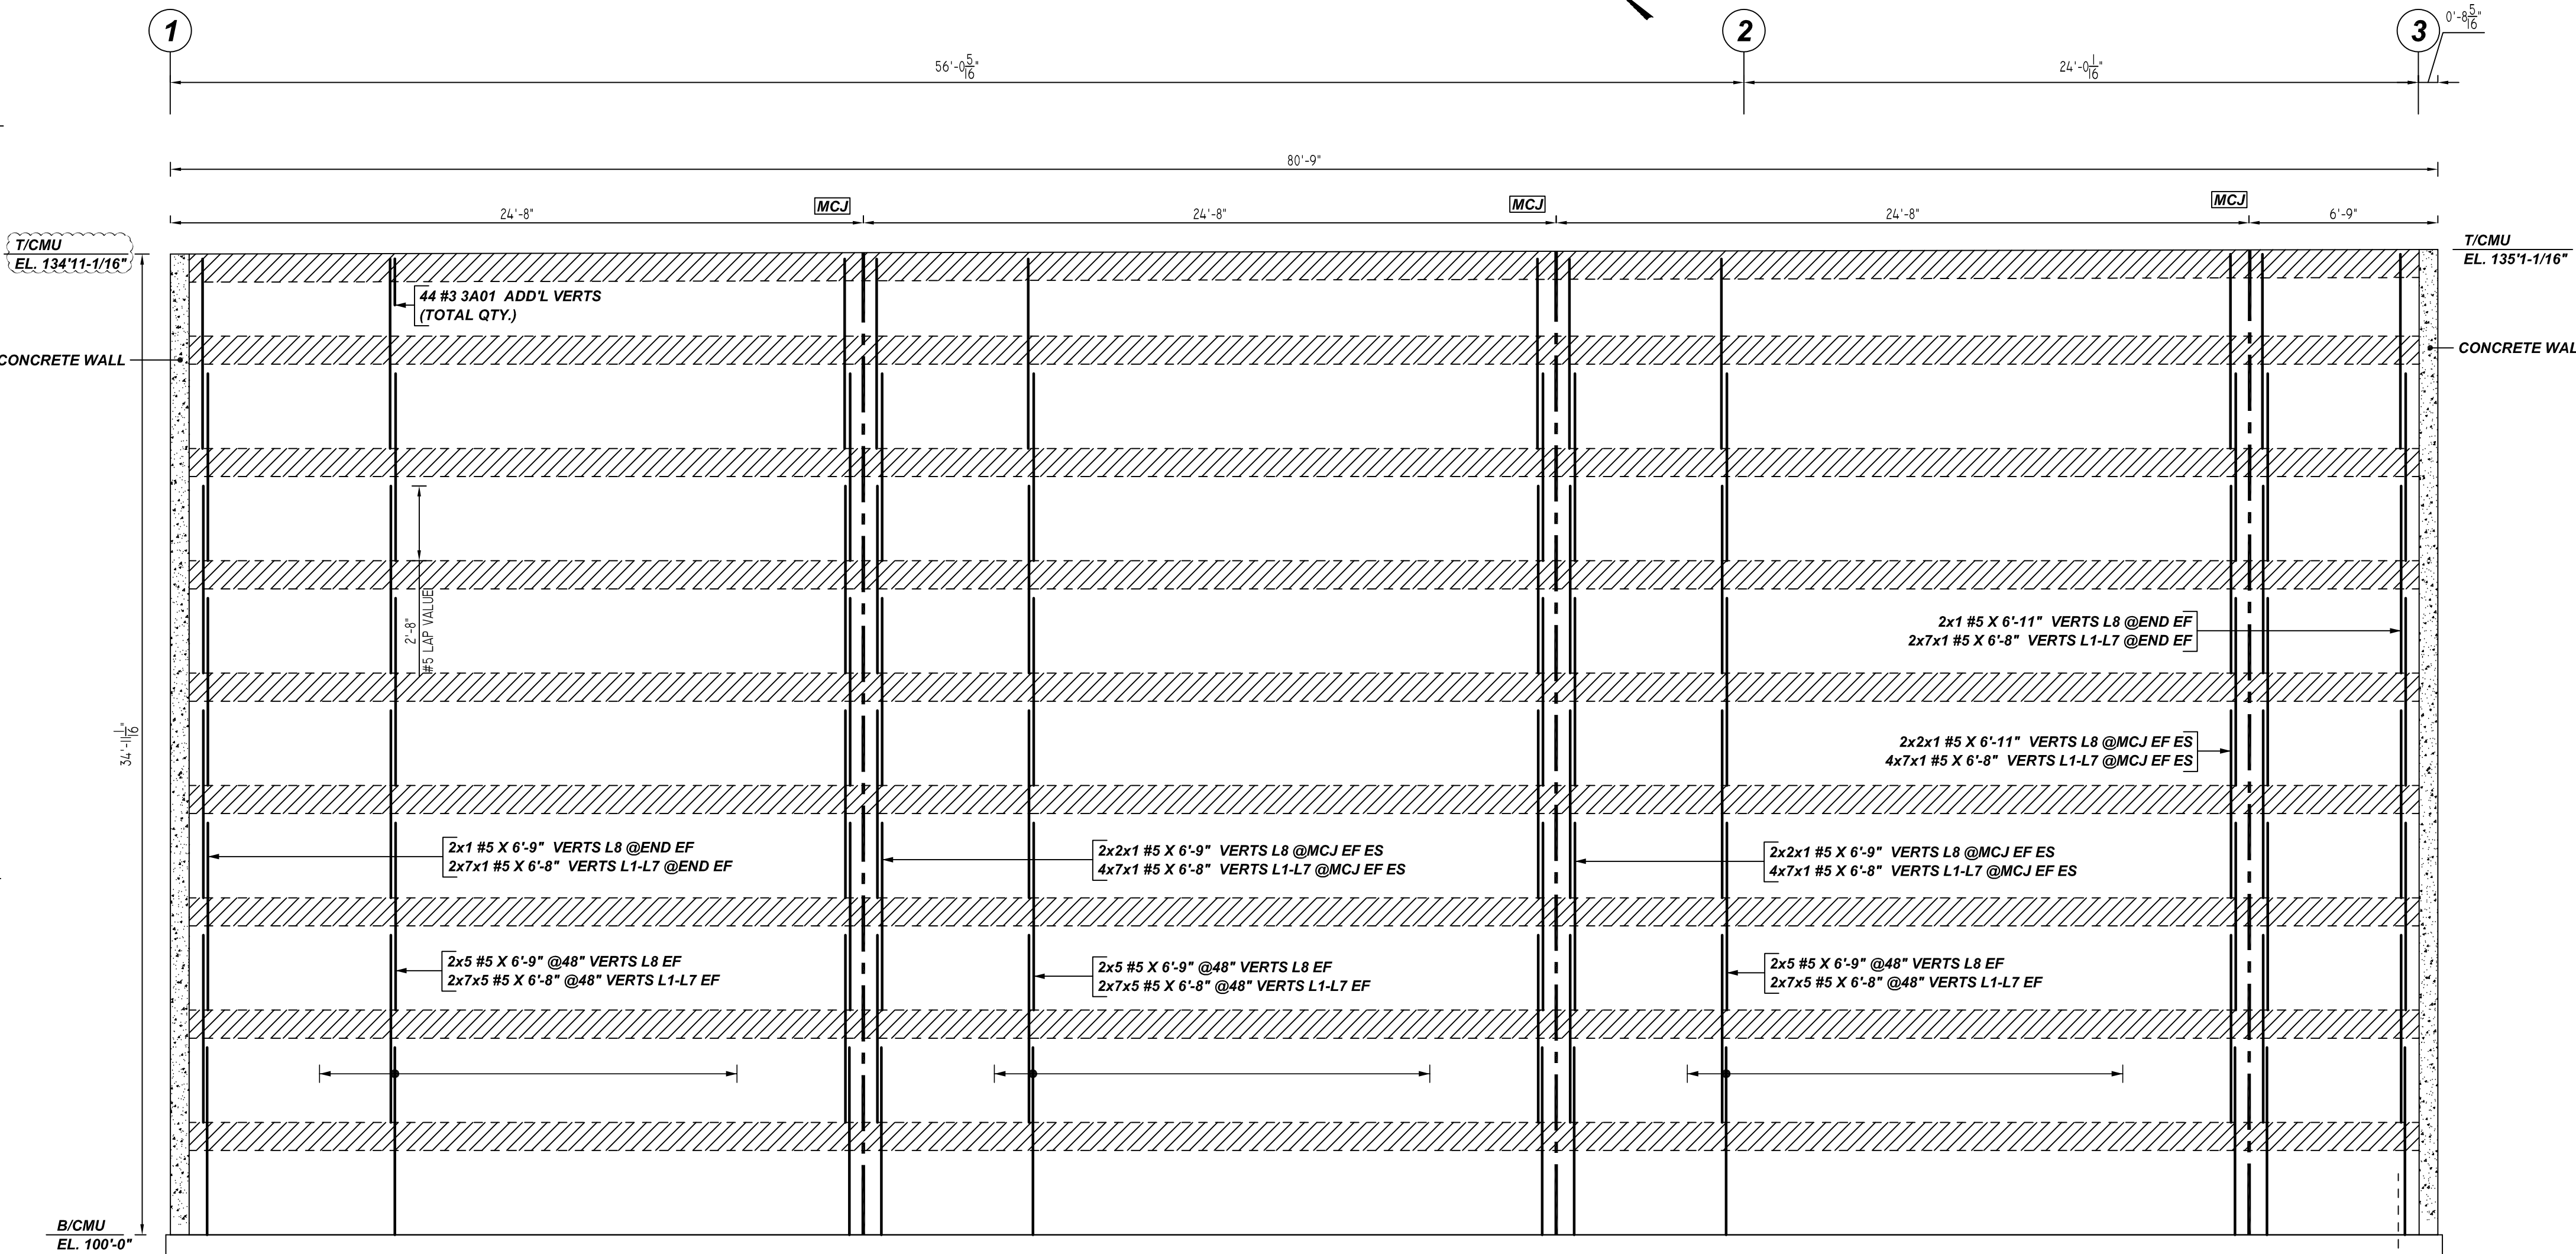 1
2
3
0'-8 5/16"
56'-0 5/16"
24'-0 1/16"
80'-9"
MCJ
MCJ
MCJ
24'-8"
24'-8"
24'-8"
6'-9"
T/CMU
EL. 134'11-1/16"
T/CMU
EL. 135'1-1/16"
44 #3 3A01 ADD'L VERTS
(TOTAL QTY.)
CONCRETE WALL
CONCRETE WAL
2'-8"
#5 LAP VALUE
2x1 #5 X 6'-11" VERTS L8 @END EF
2x7x1 #5 X 6'-8" VERTS L1-L7 @END EF
34'-11 1/16"
2x2x1 #5 X 6'-11" VERTS L8 @MCJ EF ES
4x7x1 #5 X 6'-8" VERTS L1-L7 @MCJ EF ES
2x1 #5 X 6'-9" VERTS L8 @END EF
2x7x1 #5 X 6'-8" VERTS L1-L7 @END EF
2x2x1 #5 X 6'-9" VERTS L8 @MCJ EF ES
4x7x1 #5 X 6'-8" VERTS L1-L7 @MCJ EF ES
2x2x1 #5 X 6'-9" VERTS L8 @MCJ EF ES
4x7x1 #5 X 6'-8" VERTS L1-L7 @MCJ EF ES
2x5 #5 X 6'-9" @48" VERTS L8 EF
2x7x5 #5 X 6'-8" @48" VERTS L1-L7 EF
2x5 #5 X 6'-9" @48" VERTS L8 EF
2x7x5 #5 X 6'-8" @48" VERTS L1-L7 EF
2x5 #5 X 6'-9" @48" VERTS L8 EF
2x7x5 #5 X 6'-8" @48" VERTS L1-L7 EF
B/CMU
EL. 100'-0"